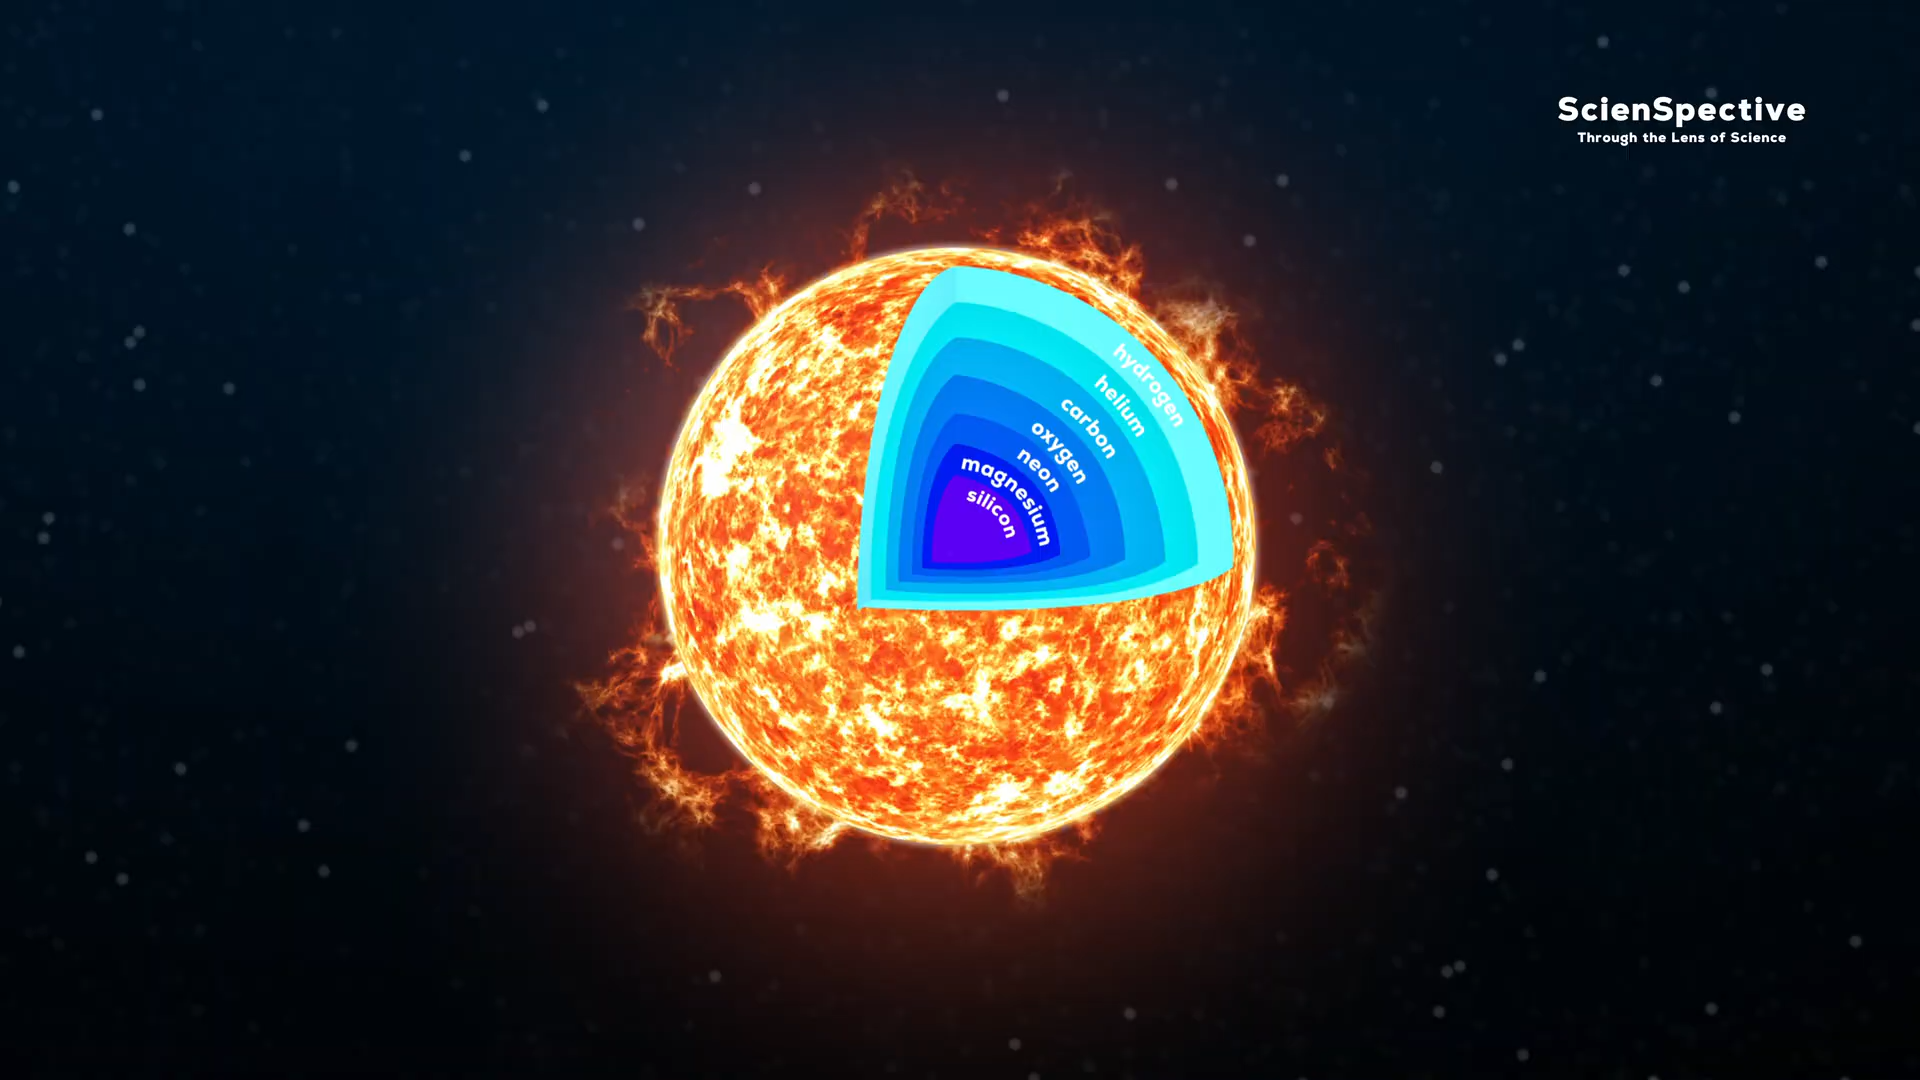 ScienSpective
Through the Lens of Science
hydrogen
helium
carbon
oxygen
neon
magnesium
silicon